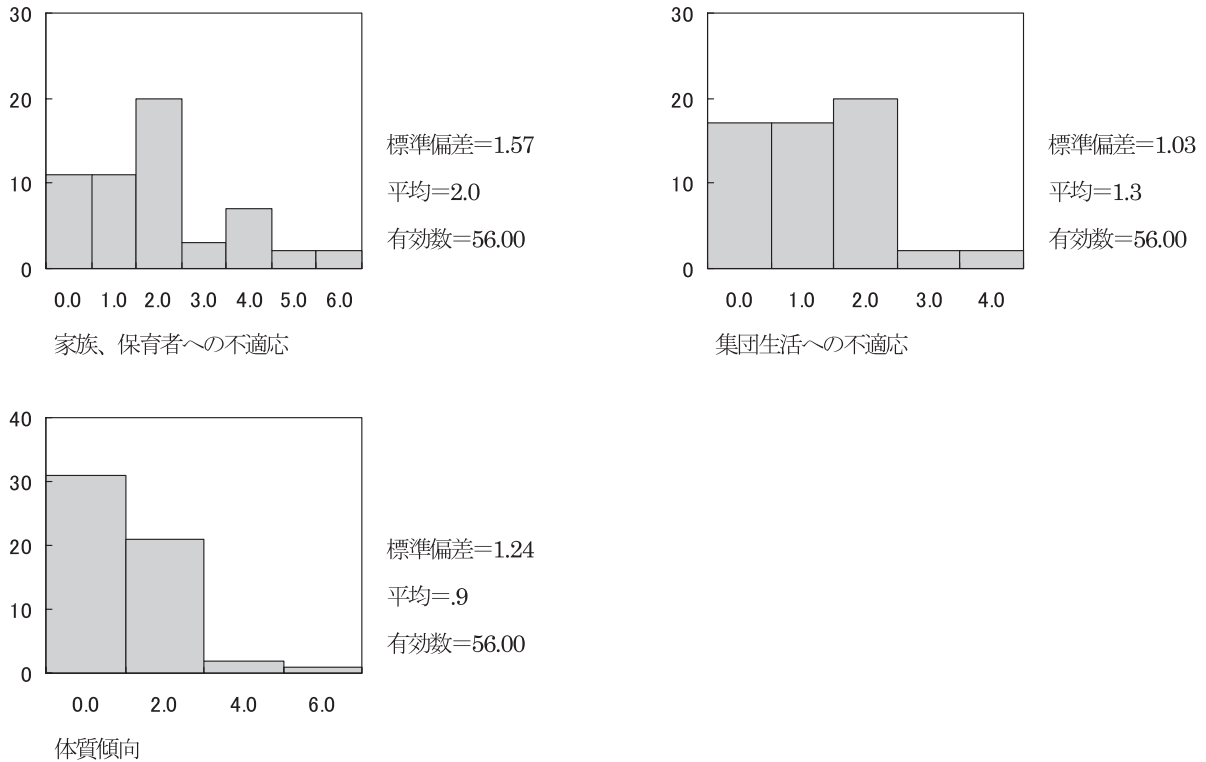 30
20
10
0
0.0 1.0 2.0 3.0 4.0 5.0 6.0
家族、保育者への不適応
標準偏差=1.57
平均=2.0
有効数=56.00
30
20
10
0
0.0 1.0 2.0 3.0 4.0
集団生活への不適応
標準偏差=1.03
平均=1.3
有効数=56.00
40
30
20
10
0
0.0 2.0 4.0 6.0
体質傾向
標準偏差=1.24
平均=.9
有効数=56.00